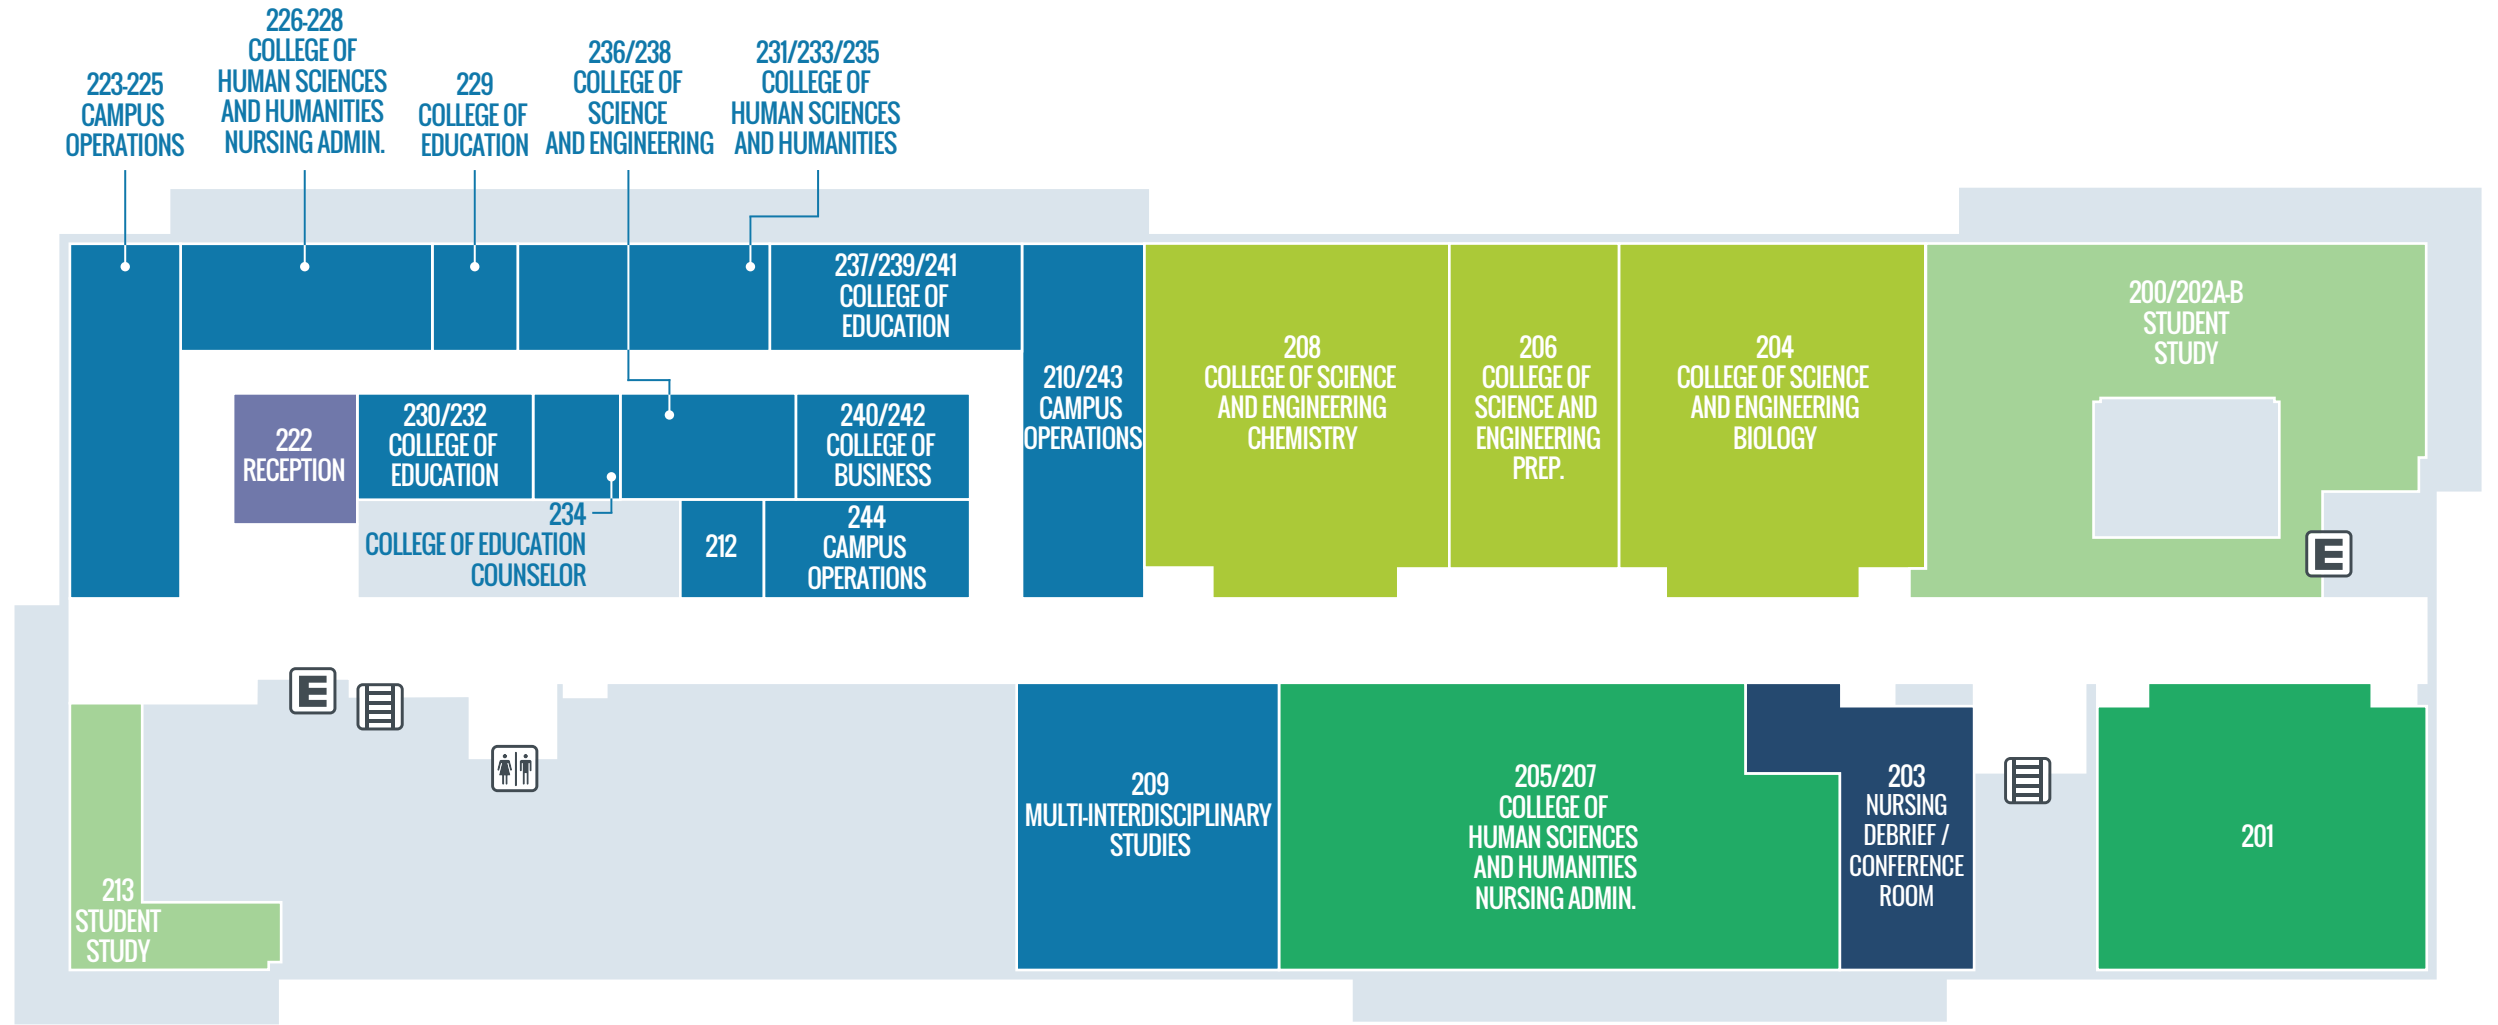 223-225
CAMPUS
OPERATIONS
226-228
COLLEGE OF
HUMAN SCIENCES
AND HUMANITIES
NURSING ADMIN.
229
COLLEGE OF
EDUCATION
236/238
COLLEGE OF
SCIENCE
AND ENGINEERING
231/233/235
COLLEGE OF
HUMAN SCIENCES
AND HUMANITIES
237/239/241
COLLEGE OF
EDUCATION
210/243
CAMPUS
OPERATIONS
208
COLLEGE OF SCIENCE
AND ENGINEERING
CHEMISTRY
206
COLLEGE OF
SCIENCE AND
ENGINEERING
PREP.
204
COLLEGE OF SCIENCE
AND ENGINEERING
BIOLOGY
200/202A-B
STUDENT
STUDY
222
RECEPTION
230/232
COLLEGE OF
EDUCATION
240/242
COLLEGE OF
BUSINESS
234
COLLEGE OF EDUCATION
COUNSELOR
212
244
CAMPUS
OPERATIONS
E
E
213
STUDENT
STUDY
209
MULTI-INTERDISCIPLINARY
STUDIES
205/207
COLLEGE OF
HUMAN SCIENCES
AND HUMANITIES
NURSING ADMIN.
203
NURSING
DEBRIEF /
CONFERENCE
ROOM
201